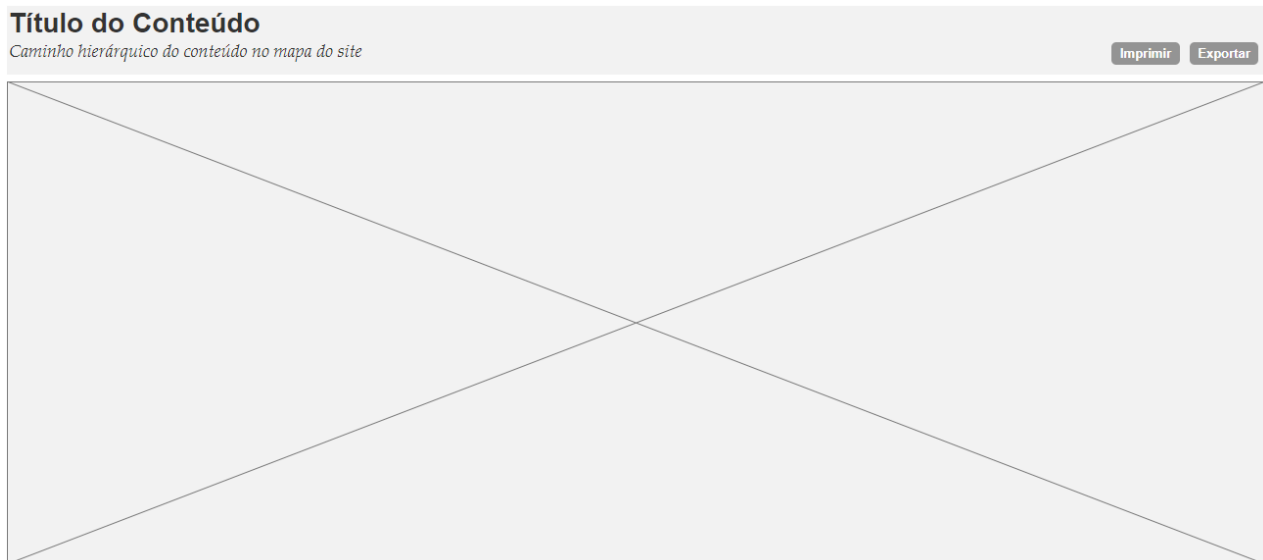 Título do Conteúdo
Caminho hierárquico do conteúdo no mapa do site
Imprimir Exportar